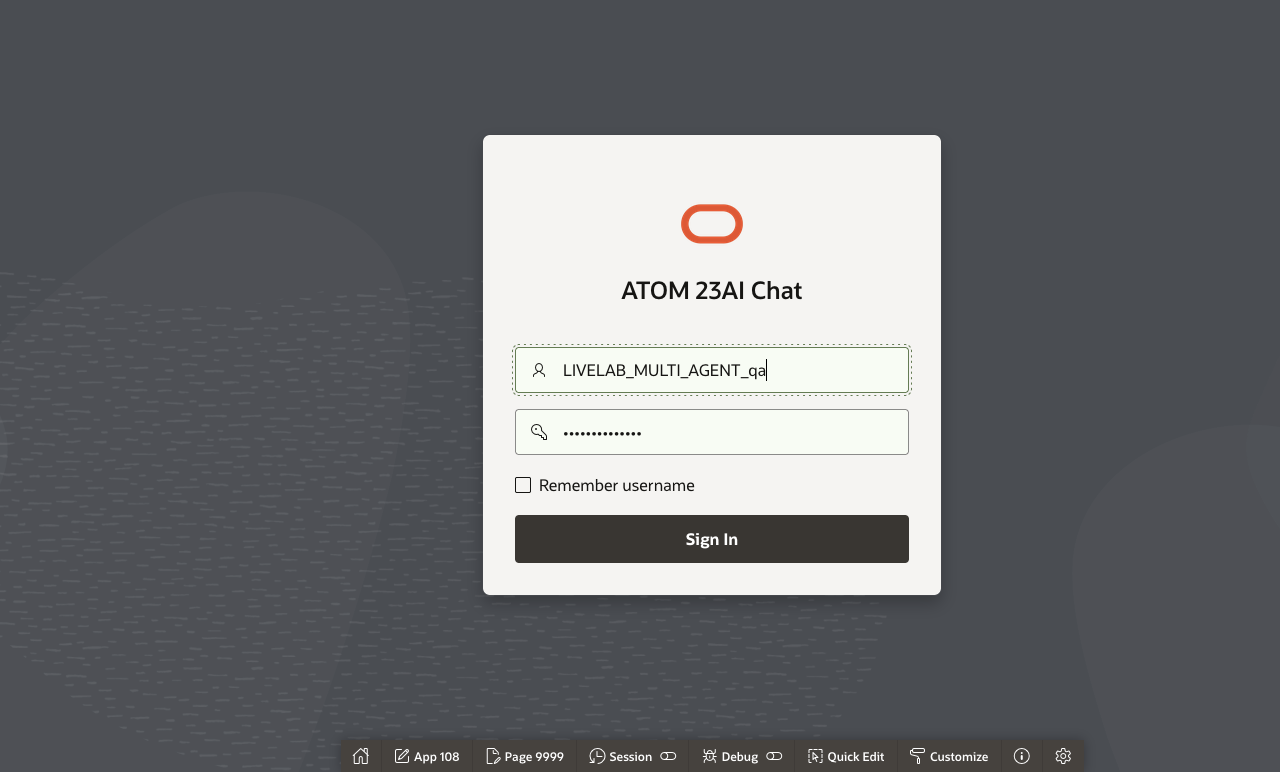 ATOM 23AI Chat
LIVELAB_MULTI_AGENT_qa
••••••••••••••
Remember username
Sign In
App 108 Page 9999 Session Debug Quick Edit Customize